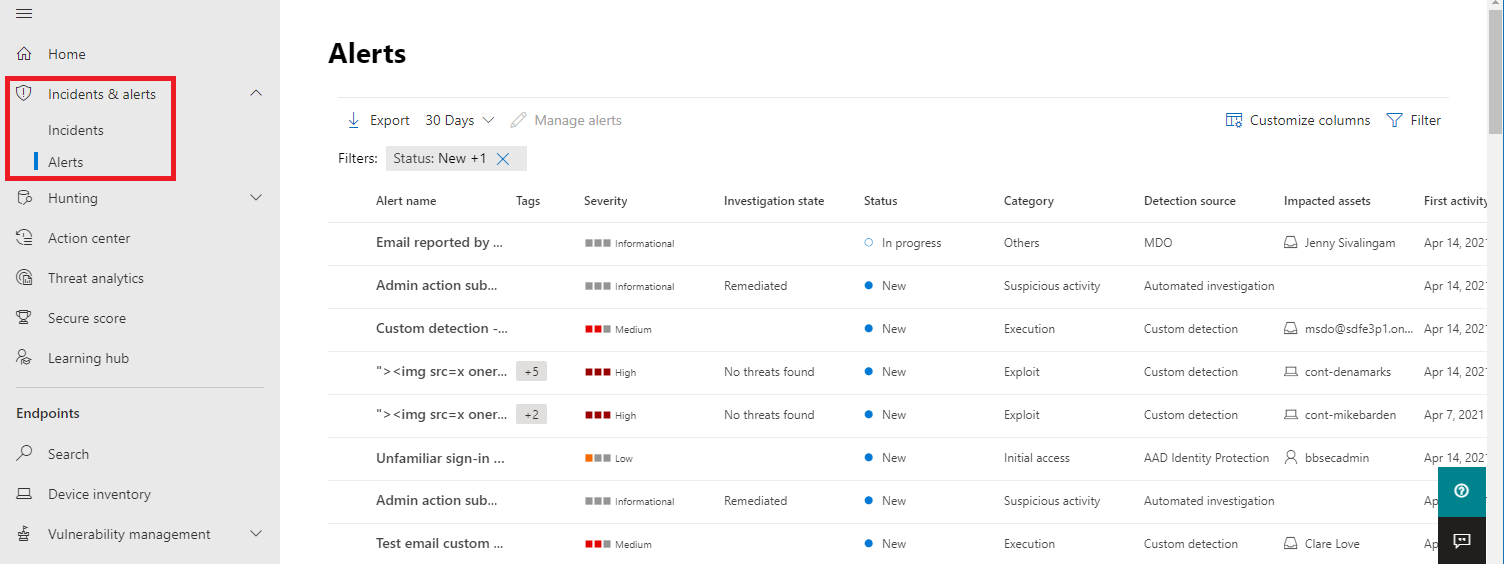 Home
Incidents & alerts
Incidents
Alerts
Hunting
Action center
Threat analytics
Secure score
Learning hub
Endpoints
Search
Device inventory
Vulnerability management
Alerts
Export 30 Days Manage alerts Customize columns Filter
Filters: Status: New +1
Alert name Tags Severity Investigation state Status Category Detection source Impacted assets First activity
Email reported by ... Informational In progress Others MDO Jenny Sivalingam Apr 14, 2021
Admin action sub... Informational Remediated New Suspicious activity Automated investigation Apr 14, 2021
Custom detection -... Medium New Execution Custom detection msdo@sdfe3p1.on... Apr 14, 2021
"><img src=x oner... +5 High No threats found New Exploit Custom detection cont-denamarks Apr 14, 2021
"><img src=x oner... +2 High No threats found New Exploit Custom detection cont-mikebarden Apr 7, 2021
Unfamiliar sign-in ... Low New Initial access AAD Identity Protection bbsecadmin Apr 14, 2021
Admin action sub... Informational Remediated New Suspicious activity Automated investigation Ap
Test email custom ... Medium New Execution Custom detection Clare Love Ap